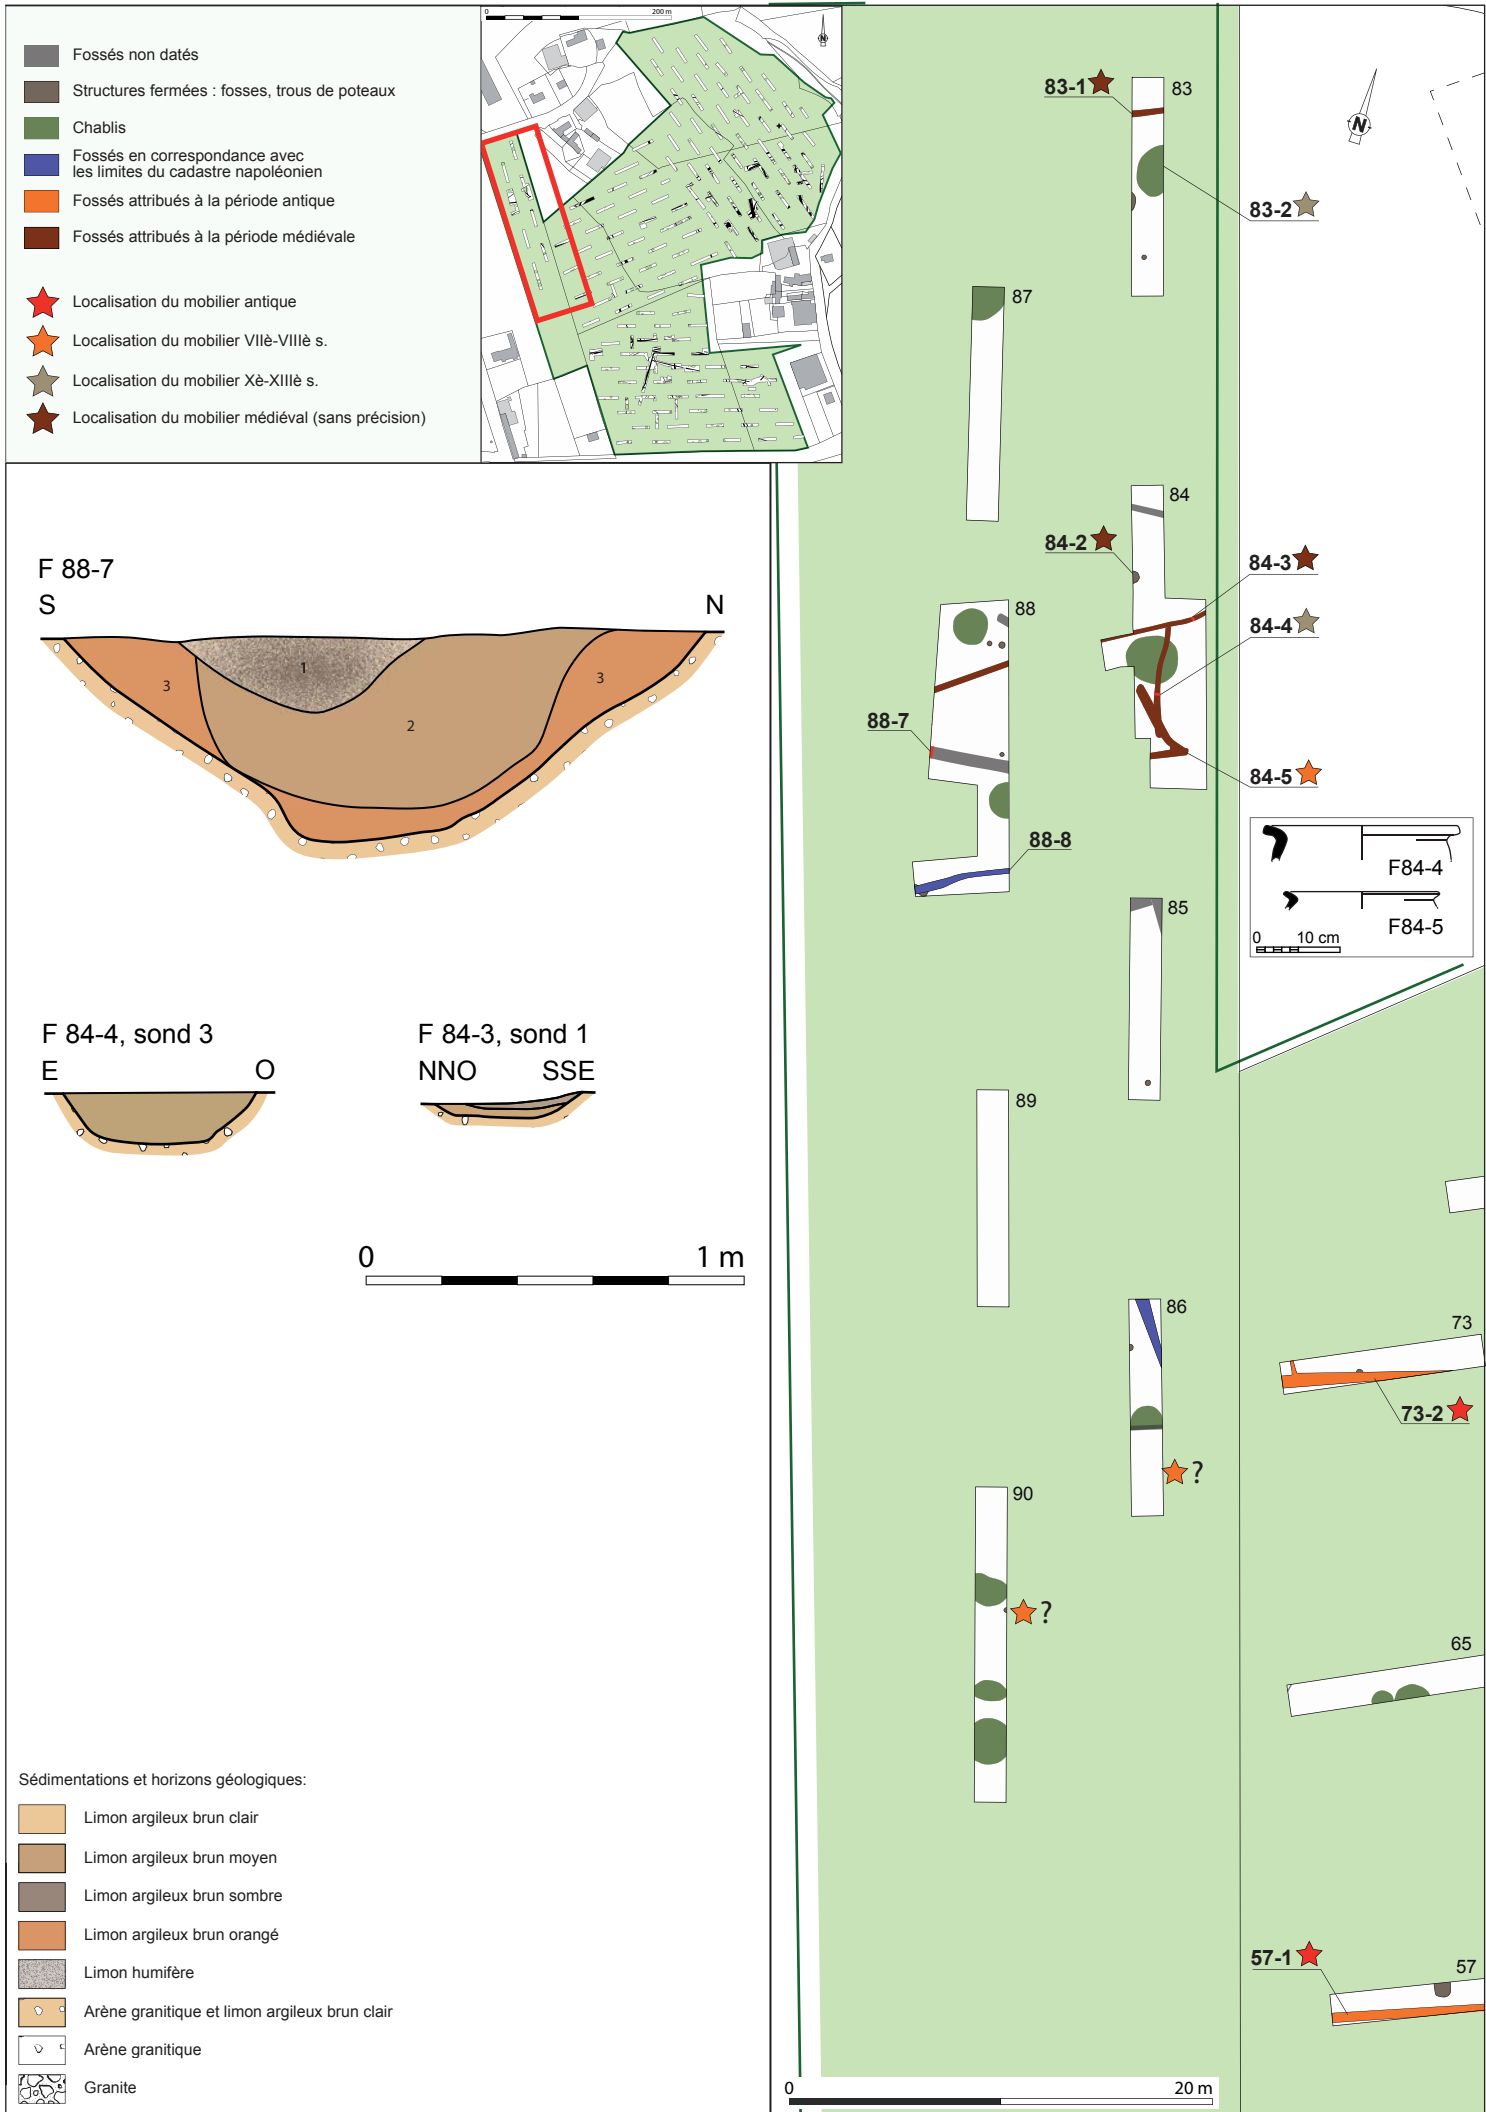 Fossés non datés
Structures fermées : fosses, trous de poteaux
Chablis
Fossés en correspondance avec
les limites du cadastre napoléonien
Fossés attribués à la période antique
Fossés attribués à la période médiévale
Localisation du mobilier antique
Localisation du mobilier VIIè-VIIIè s.
Localisation du mobilier Xè-XIIIè s.
Localisation du mobilier médiéval (sans précision)
0 200 m
N
F 88-7
S N
1
3
3
2
F 84-4, sond 3
E O
F 84-3, sond 1
NNO SSE
0 1 m
Sédimentations et horizons géologiques:
Limon argileux brun clair
Limon argileux brun moyen
Limon argileux brun sombre
Limon argileux brun orangé
Limon humifère
Arène granitique et limon argileux brun clair
Arène granitique
Granite
83-1
83
N
83-2
87
84
84-2
84-3
88
84-4
88-7
84-5
88-8
F84-4
F84-5
0 10 cm
85
89
86
73
73-2
?
90
?
65
57-1
57
0 20 m